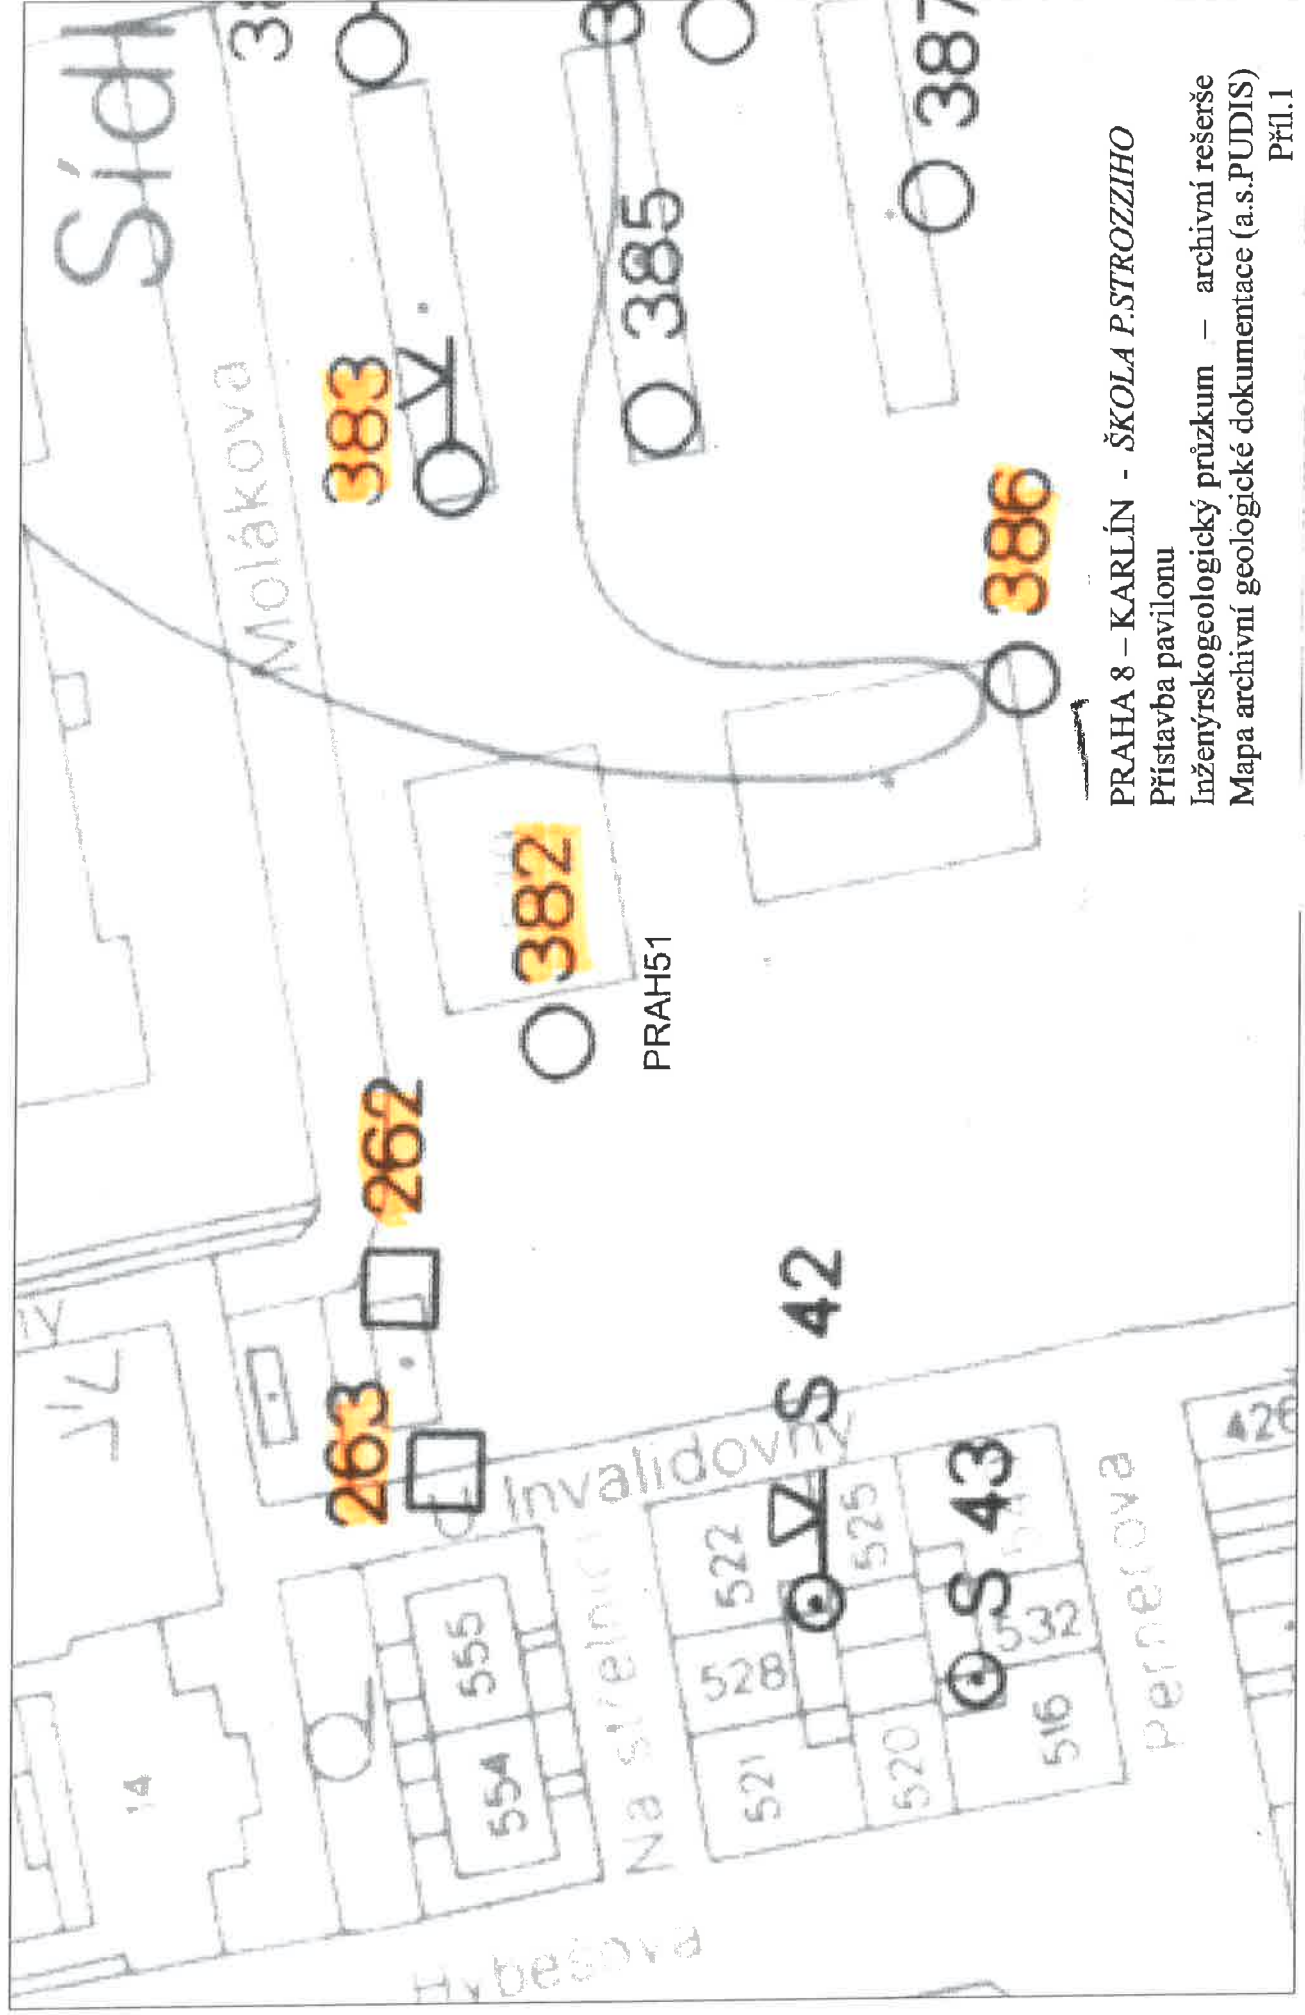 Sídl
Molákova
383
385
387
386
382
PRAH51
262
263
Invalidovny
S 42
S 43
Na střelnici
Pernerova
Hybešova
14
555
554
522
528
521
525
520
532
516
426
PRAHA 8 – KARLÍN - ŠKOLA P.STROZZIHO
Přístavba pavilonu
Inženýrskogeologický průzkum – archivní rešerše
Mapa archivní geologické dokumentace (a.s.PUDIS)
Příl.1